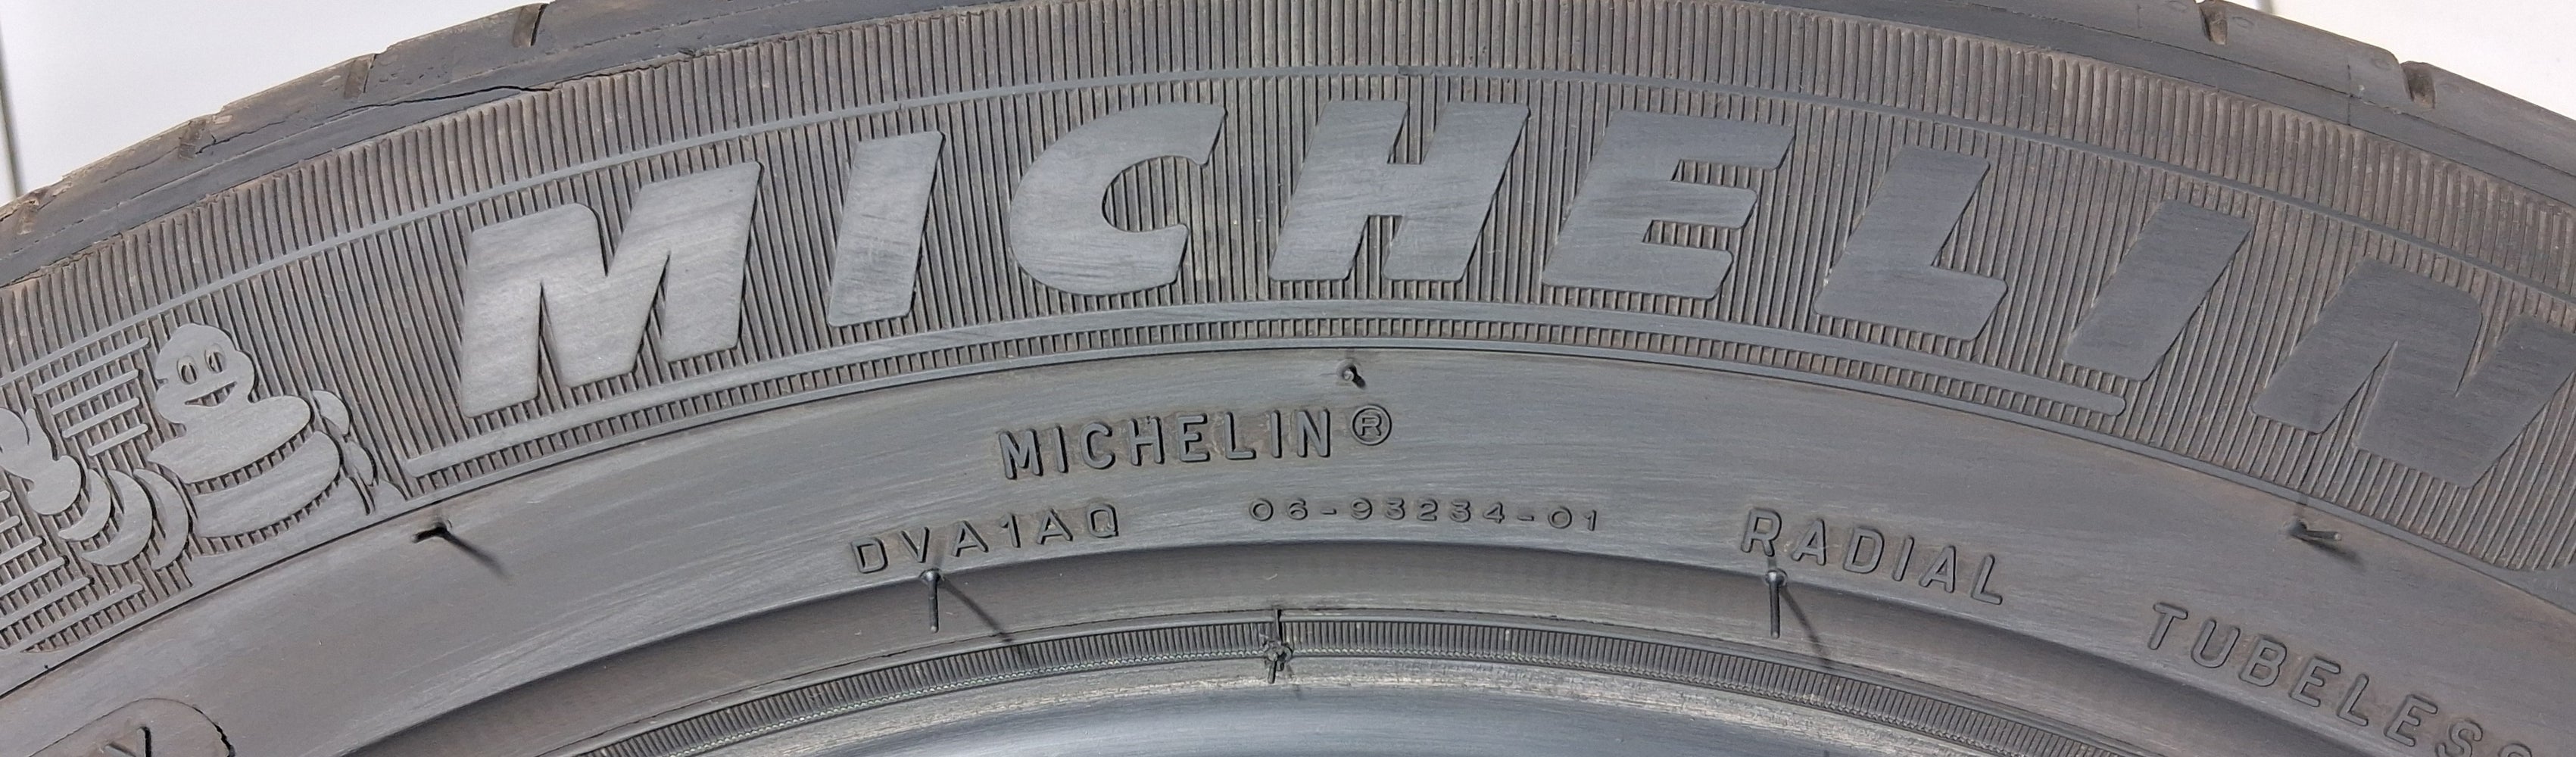 MICHELIN
MICHELIN®
DVA1AQ 06-93234-01 RADIAL TUBELESS